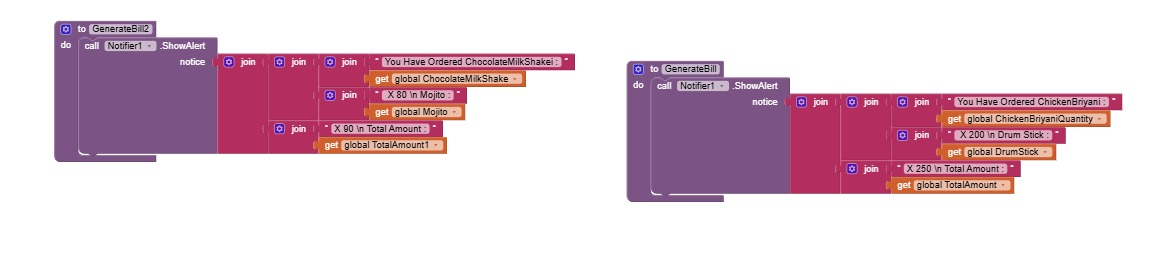 to GenerateBill2
do call Notifier1 .ShowAlert
notice join join join " You Have Ordered ChocolateMilkShakei : "
get global ChocolateMilkShake
join " X 80 \n Mojito : "
get global Mojito
join " X 90 \n Total Amount : "
get global TotalAmount1
to GenerateBill
do call Notifier1 .ShowAlert
notice join join join " You Have Ordered ChickenBriyani : "
get global ChickenBriyaniQuantity
join " X 200 \n Drum Stick : "
get global DrumStick
join " X 250 \n Total Amount : "
get global TotalAmount